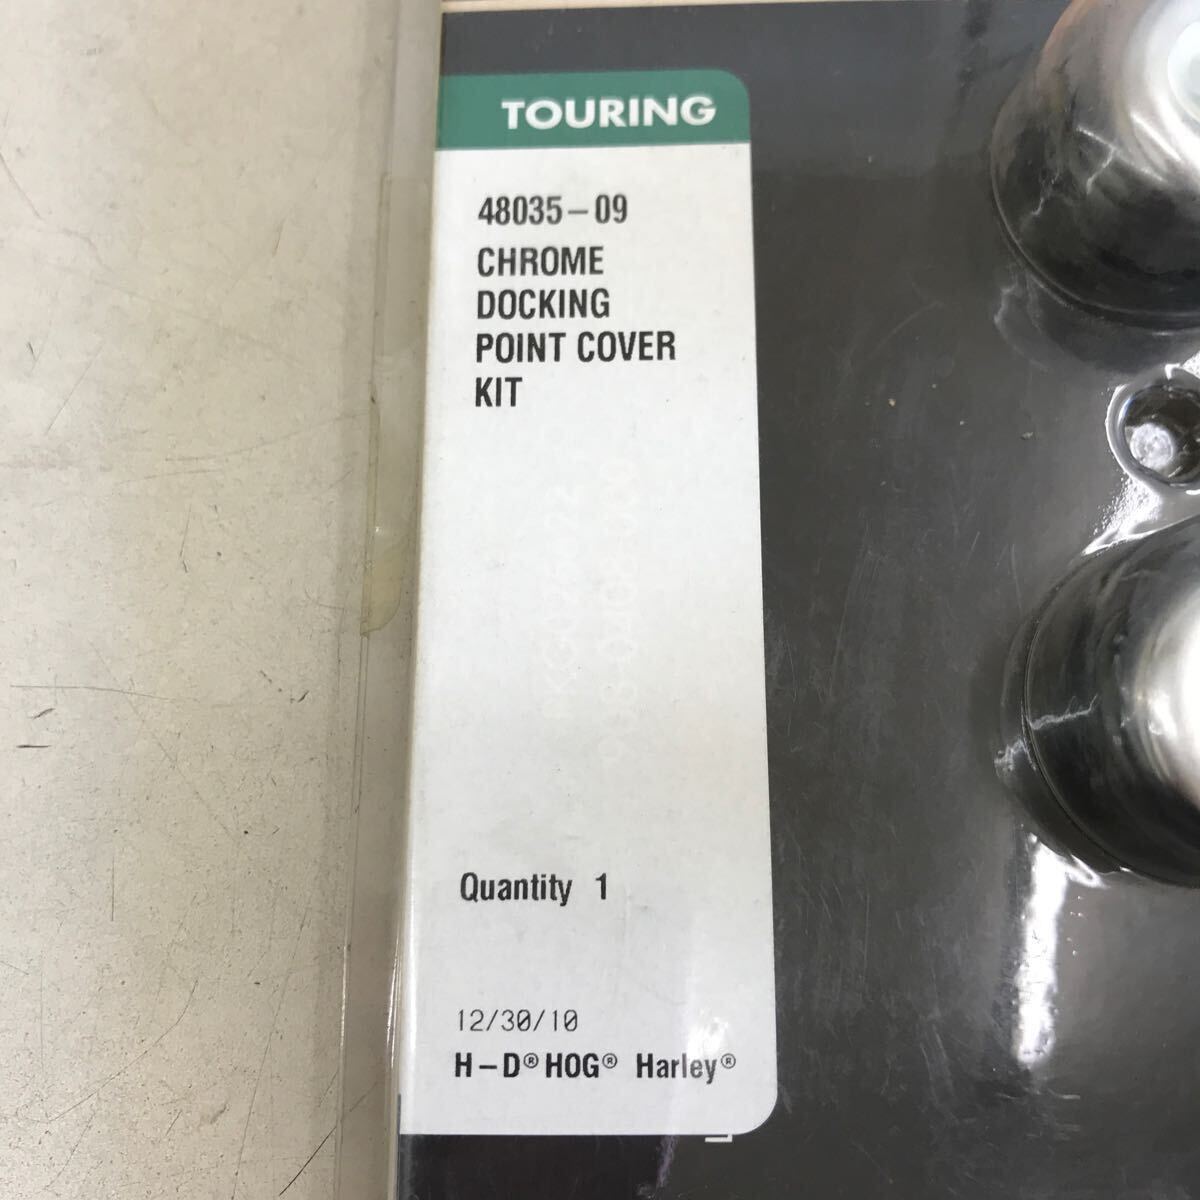 TOURING
48035-09
CHROME
DOCKING
POINT COVER
KIT
Quantity 1
12/30/10
H-D® HOG® Harley®